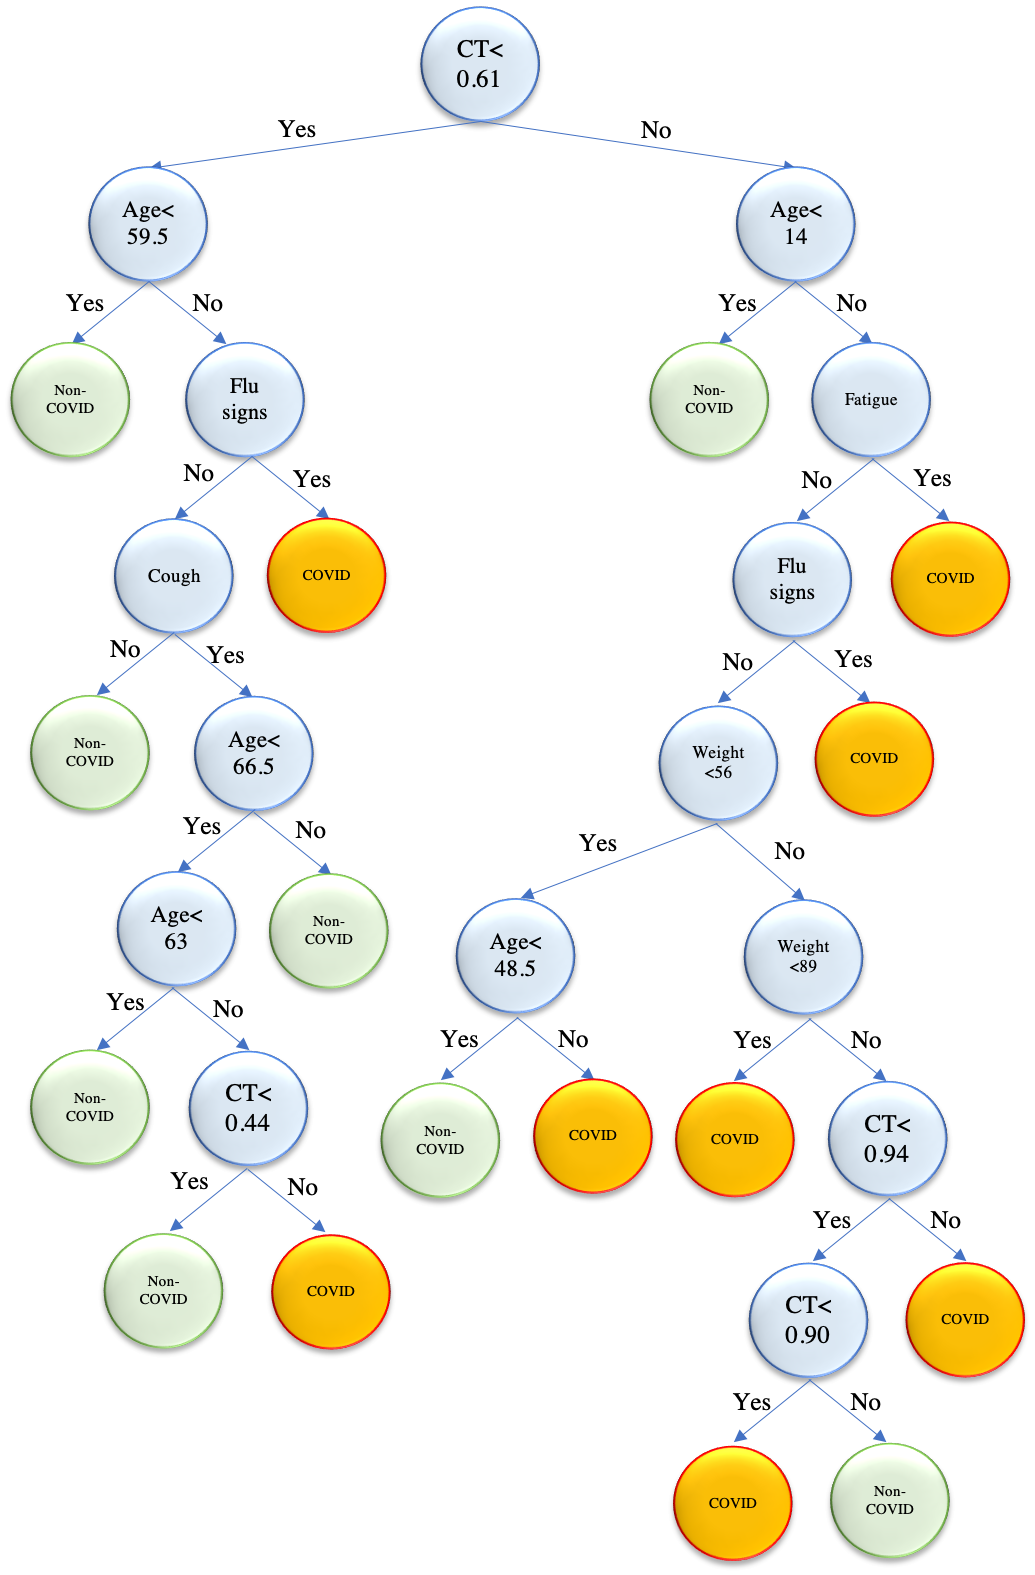 CT<
0.61
Yes
No
Age<
59.5
Age<
14
Yes
No
Yes
No
Non-
COVID
Flu
signs
Non-
COVID
Fatigue
No
Yes
No
Yes
Cough
COVID
Flu
signs
COVID
No
Yes
No
Yes
Non-
COVID
Age<
66.5
Weight
<56
COVID
Yes
No
Yes
No
Age<
63
Non-
COVID
Age<
48.5
Weight
<89
Yes
No
Yes
No
Yes
No
Non-
COVID
CT<
0.44
Non-
COVID
COVID
COVID
CT<
0.94
Yes
No
Yes
No
Non-
COVID
COVID
CT<
0.90
COVID
Yes
No
COVID
Non-
COVID